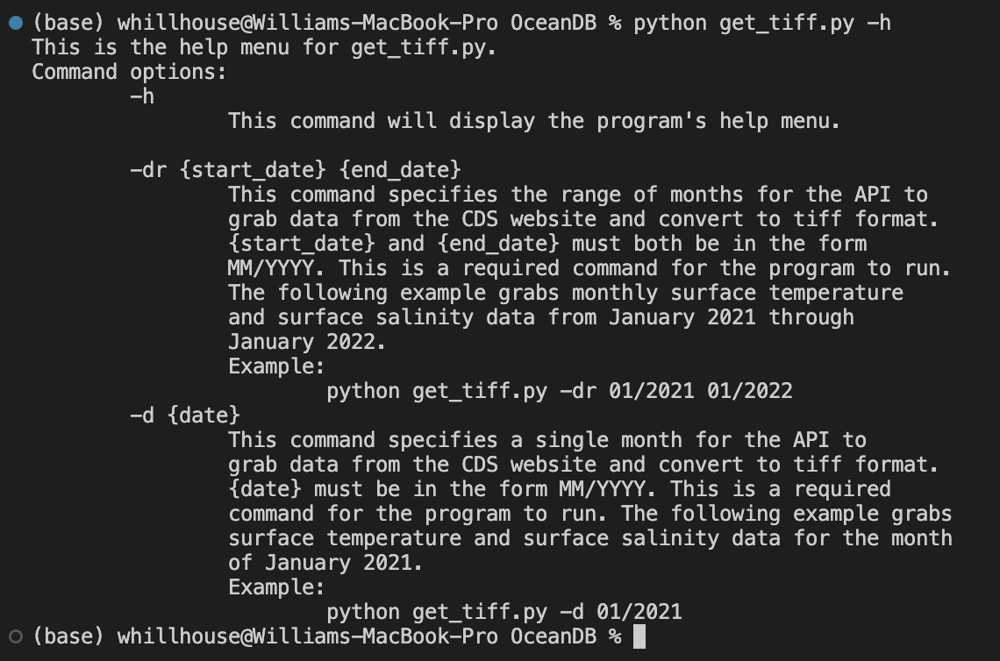 (base) whillhouse@Williams-MacBook-Pro OceanDB % python get_tiff.py -h
This is the help menu for get_tiff.py.
Command options:
-h
This command will display the program's help menu.
-dr {start_date} {end_date}
This command specifies the range of months for the API to
grab data from the CDS website and convert to tiff format.
{start_date} and {end_date} must both be in the form
MM/YYYY. This is a required command for the program to run.
The following example grabs monthly surface temperature
and surface salinity data from January 2021 through
January 2022.
Example:
python get_tiff.py -dr 01/2021 01/2022
-d {date}
This command specifies a single month for the API to
grab data from the CDS website and convert to tiff format.
{date} must be in the form MM/YYYY. This is a required
command for the program to run. The following example grabs
surface temperature and surface salinity data for the month
of January 2021.
Example:
python get_tiff.py -d 01/2021
(base) whillhouse@Williams-MacBook-Pro OceanDB %